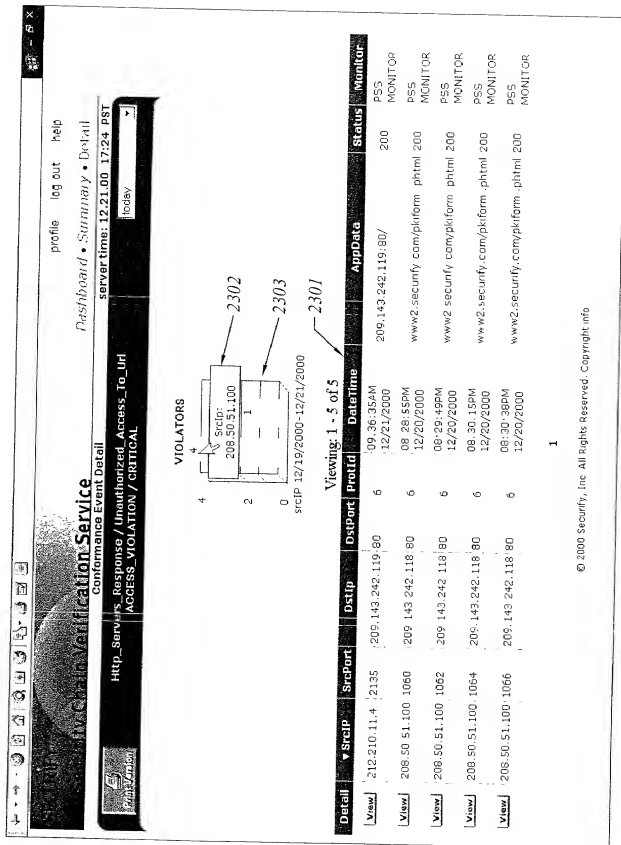 profile log out help
Verification Service
Dashboard • Summary • Detail
Conformance Event Detail
server time: 12.21.00 17:24 PST
Http_Servers_Response / Unauthorized_Access_To_Url
ACCESS_VIOLATION / CRITICAL
today
VIOLATORS
4
4
SrcIp:
208.50.51.100
2302
2
1
2303
0
srcIP 12/19/2000-12/21/2000
Viewing: 1 - 5 of 5
2301
Detail ▼ SrcIP SrcPort DstIp DstPort ProtId DateTime AppData Status Monitor
View 212.210.11.4 2135 209.143.242.119 80 6 09.36:35AM 12/21/2000 209.143.242.119:80/ 200 PSS MONITOR
View 208.50 51.100 1060 209 143 242.118 80 6 08 28:55PM 12/20/2000 www2.securify com/pkiform phtml 200 PSS MONITOR
View 208.50.51.100 1062 209 143.242 118 80 6 08·29:49PM 12/20/2000 www2 securify com/pkiform phtml 200 PSS MONITOR
View 208.50.51.100 1064 209.143.242.118 80 6 08.30.15PM 12/20/2000 www2.securify.com/pkiform .phtml 200 PSS MONITOR
View 208.50.51.100 1066 209 143.242 118 80 6 08:30·38PM 12/20/2000 www2.securify.com/pkiform .phtml 200 PSS MONITOR
1
© 2000 Securify, Inc All Rights Reserved. Copyright info